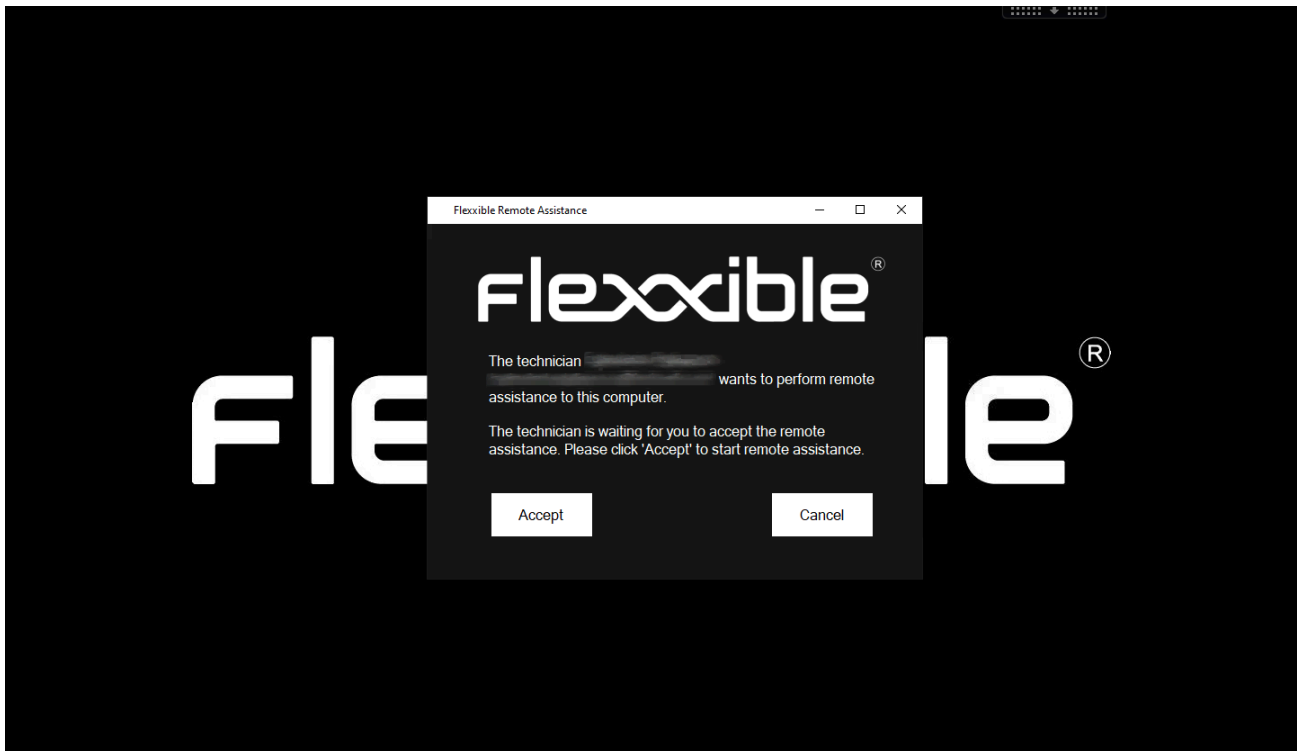 Flexxible Remote Assistance
flexxible®
The technician
wants to perform remote
assistance to this computer.
The technician is waiting for you to accept the remote
assistance. Please click 'Accept' to start remote assistance.
Accept
Cancel
Fle le®